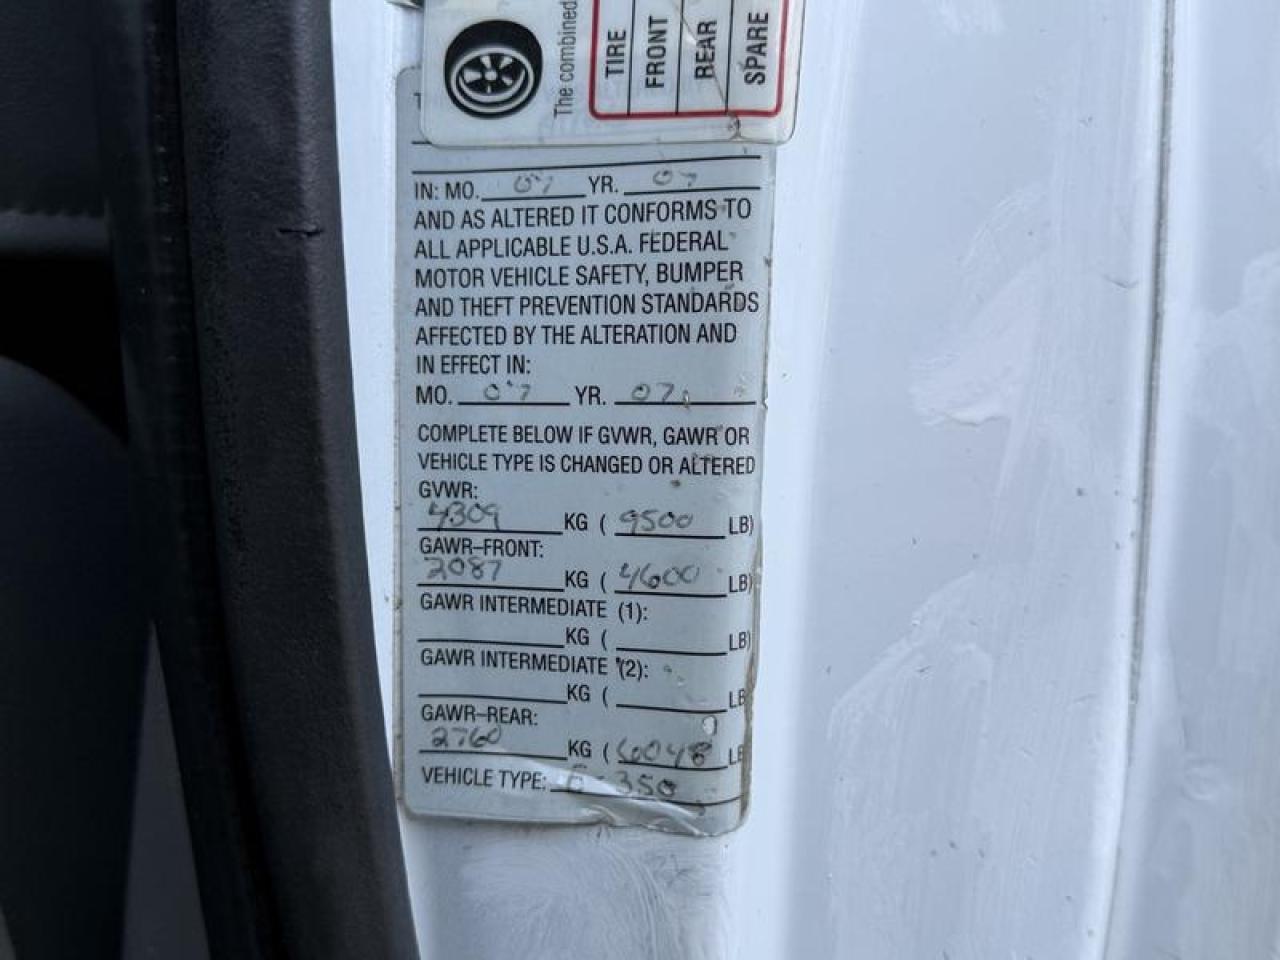 The combined
TIRE
FRONT
REAR
SPARE
IN: MO. 07 YR. 07
AND AS ALTERED IT CONFORMS TO
ALL APPLICABLE U.S.A. FEDERAL
MOTOR VEHICLE SAFETY, BUMPER
AND THEFT PREVENTION STANDARDS
AFFECTED BY THE ALTERATION AND
IN EFFECT IN:
MO. 07 YR. 07
COMPLETE BELOW IF GVWR, GAWR OR
VEHICLE TYPE IS CHANGED OR ALTERED
GVWR:
4309 KG ( 9500 LB)
GAWR–FRONT:
2087 KG ( 4600 LB)
GAWR INTERMEDIATE (1):
KG ( LB)
GAWR INTERMEDIATE (2):
KG ( LB
GAWR–REAR:
2760 KG ( 6048 LB
VEHICLE TYPE: E-350